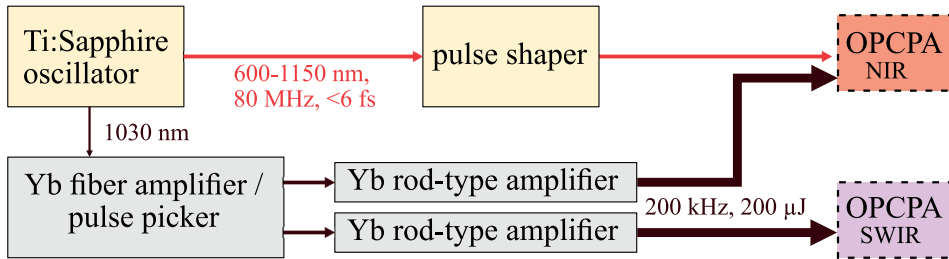 Ti:Sapphire
oscillator
600-1150 nm,
80 MHz, <6 fs
pulse shaper
OPCPA
NIR
1030 nm
Yb fiber amplifier /
pulse picker
Yb rod-type amplifier
Yb rod-type amplifier
200 kHz, 200 µJ
OPCPA
SWIR